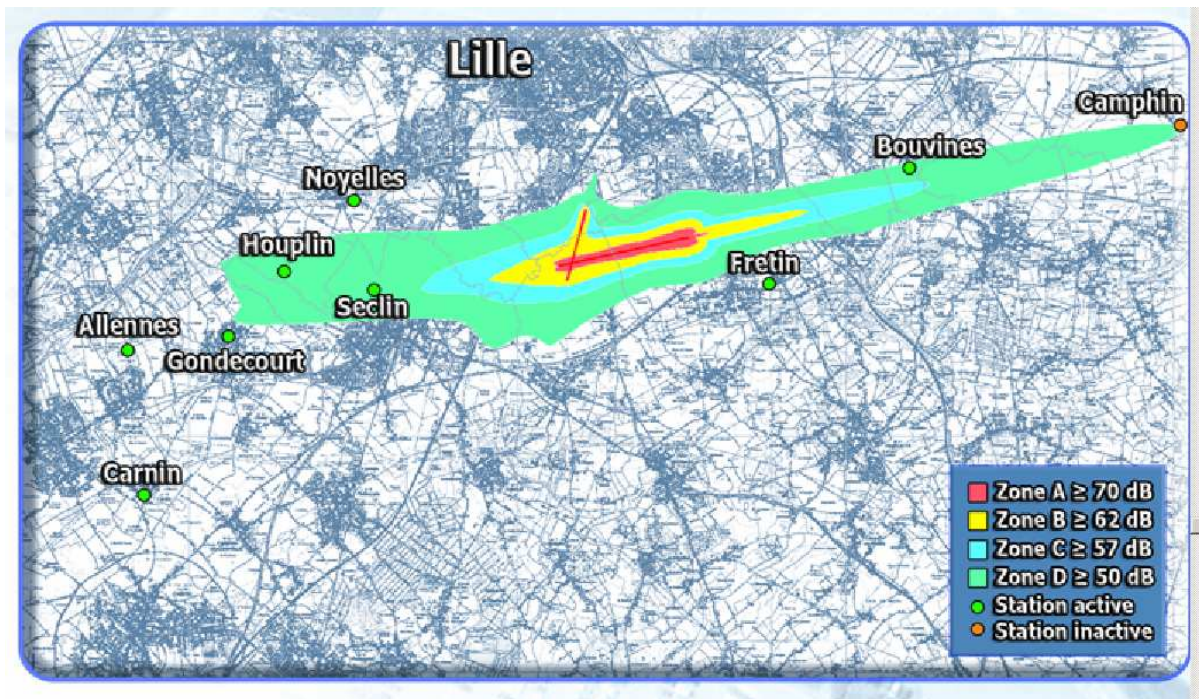 Lille
Camphin
Bouvines
Noyelles
Houplin
Fretin
Seclin
Allennes
Gondecourt
Carnin
Zone A ≥ 70 dB
Zone B ≥ 62 dB
Zone C ≥ 57 dB
Zone D ≥ 50 dB
Station active
Station inactive